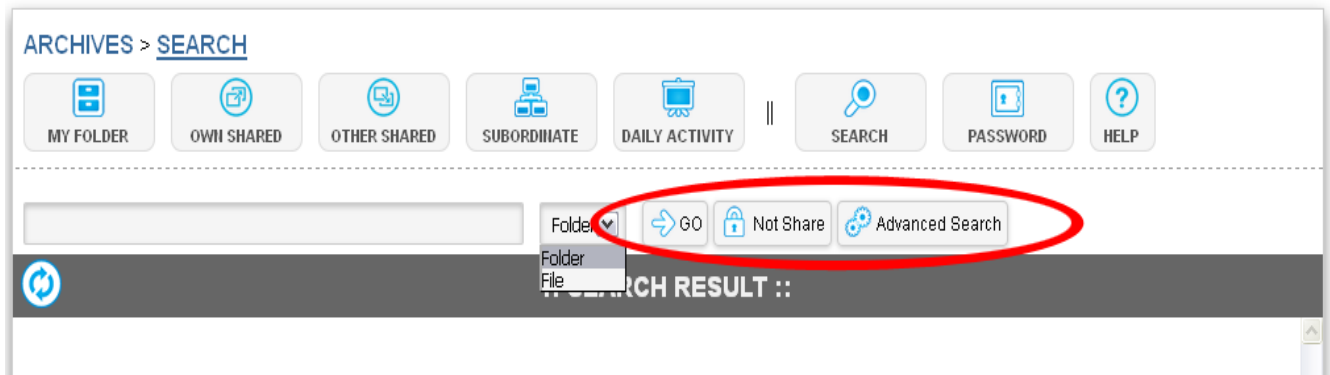 ARCHIVES > SEARCH
MY FOLDER OWN SHARED OTHER SHARED SUBORDINATE DAILY ACTIVITY || SEARCH PASSWORD HELP
Folder GO Not Share Advanced Search
Folder
File
:: SEARCH RESULT ::